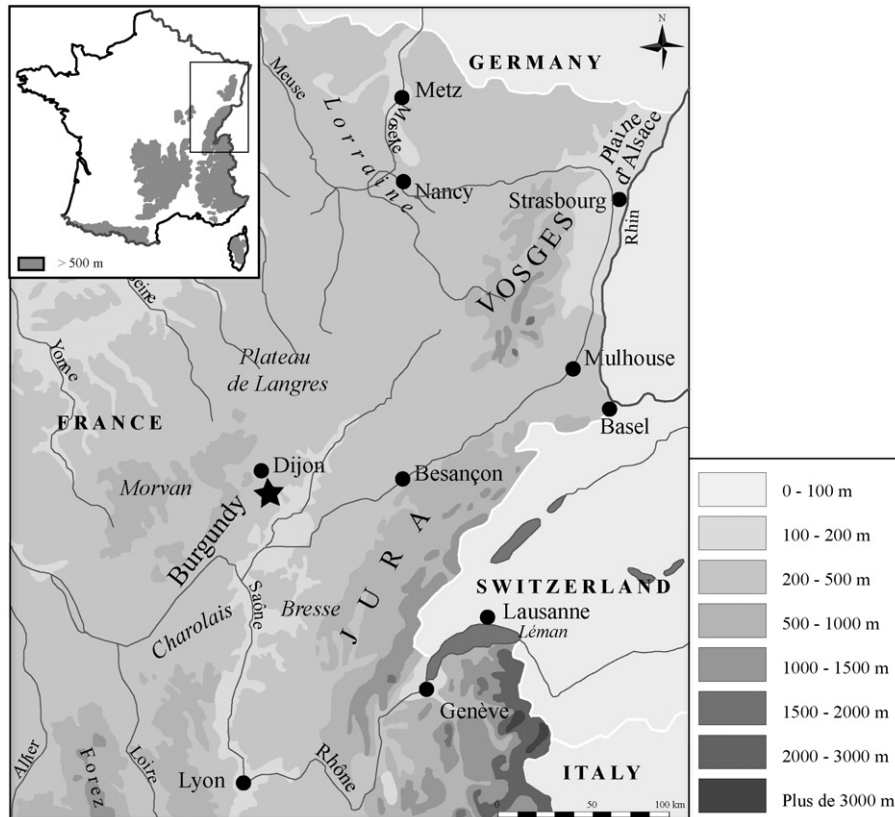 N
GERMANY
Meuse
Metz
Moselle
Lorraine
Plaine
d'Alsace
Nancy
Strasbourg
Rhin
> 500 m
VOSGES
Seine
Yonne
Plateau
de Langres
Mulhouse
FRANCE
Basel
Dijon
Besançon
Morvan
Burgundy
JURA
SWITZERLAND
Saône
Bresse
Lausanne
Léman
Charolais
Genève
Allier
Forez
Loire
Lyon
Rhône
ITALY
0 50 100 km
0 - 100 m
100 - 200 m
200 - 500 m
500 - 1000 m
1000 - 1500 m
1500 - 2000 m
2000 - 3000 m
Plus de 3000 m